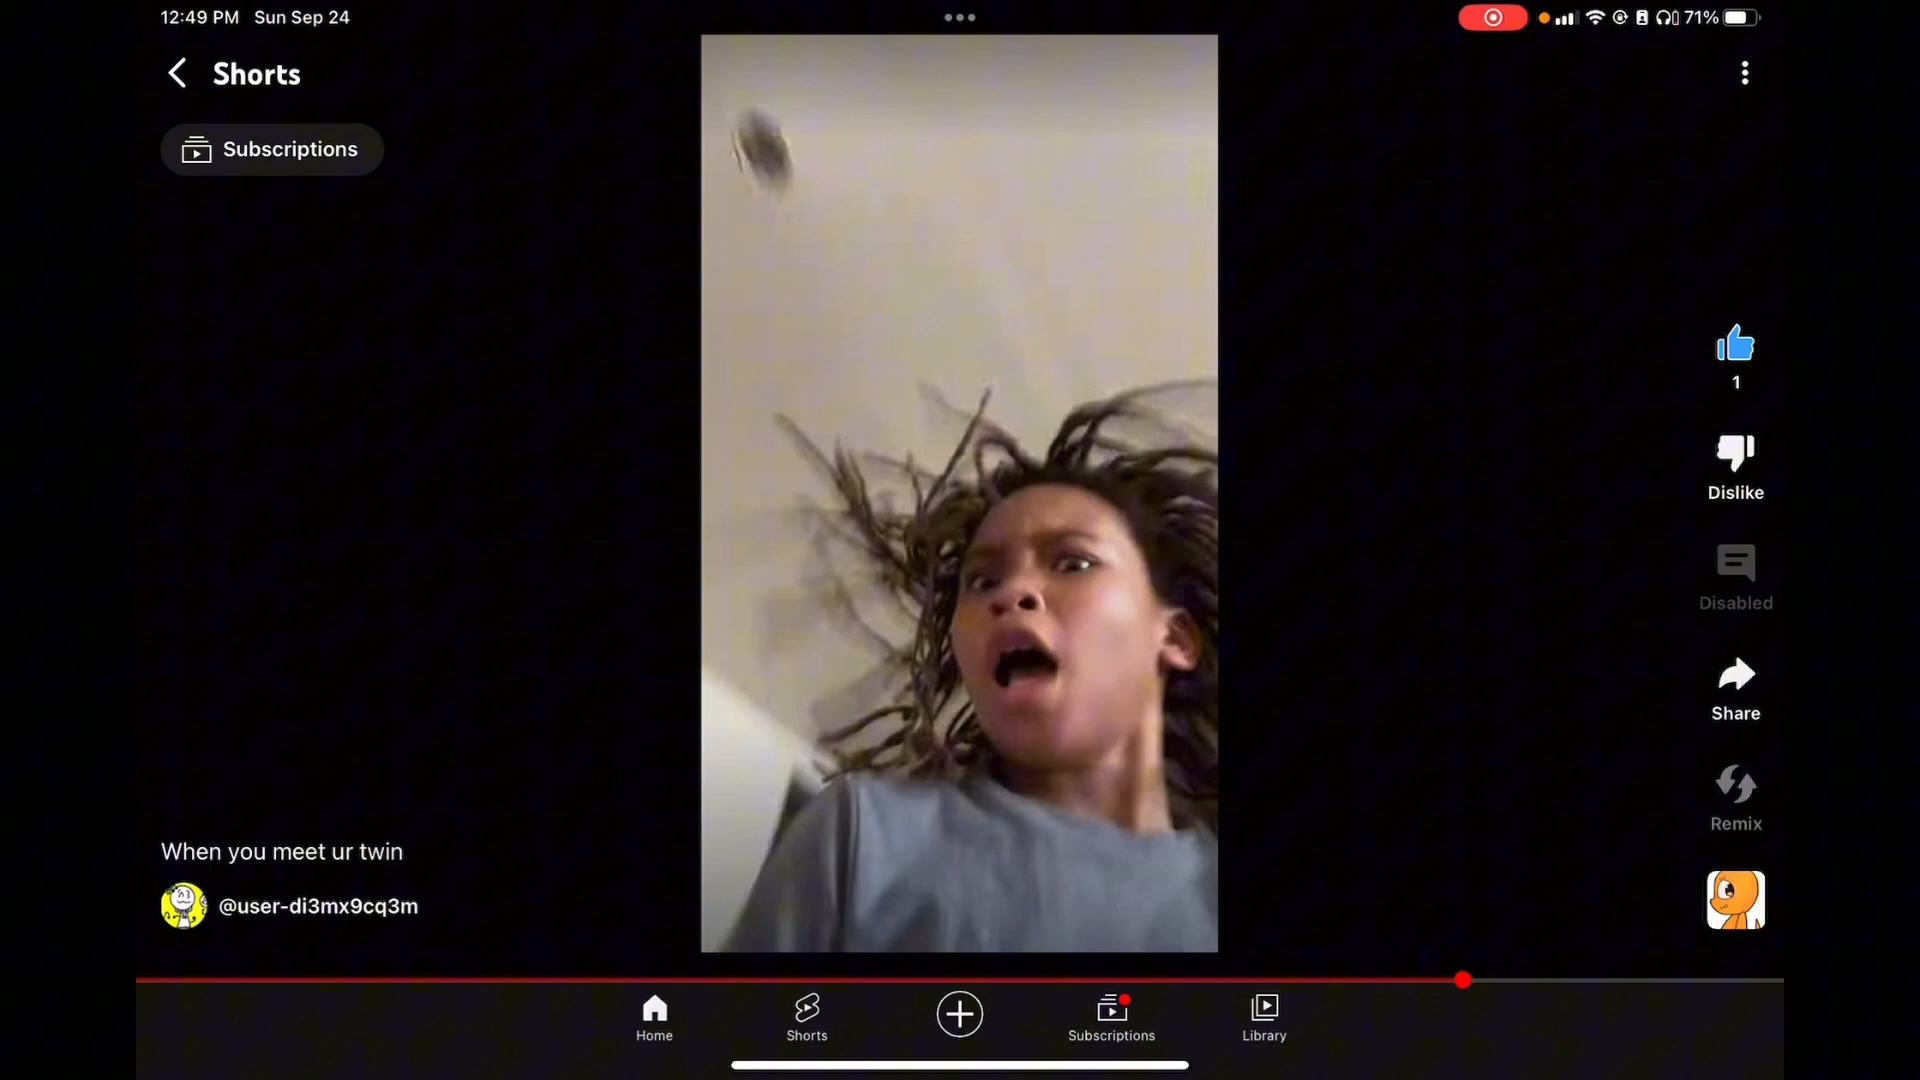 12:49 PM Sun Sep 24
71%
Shorts
Subscriptions
1
Dislike
Disabled
Share
Remix
When you meet ur twin
@user-di3mx9cq3m
Home
Shorts
Subscriptions
Library